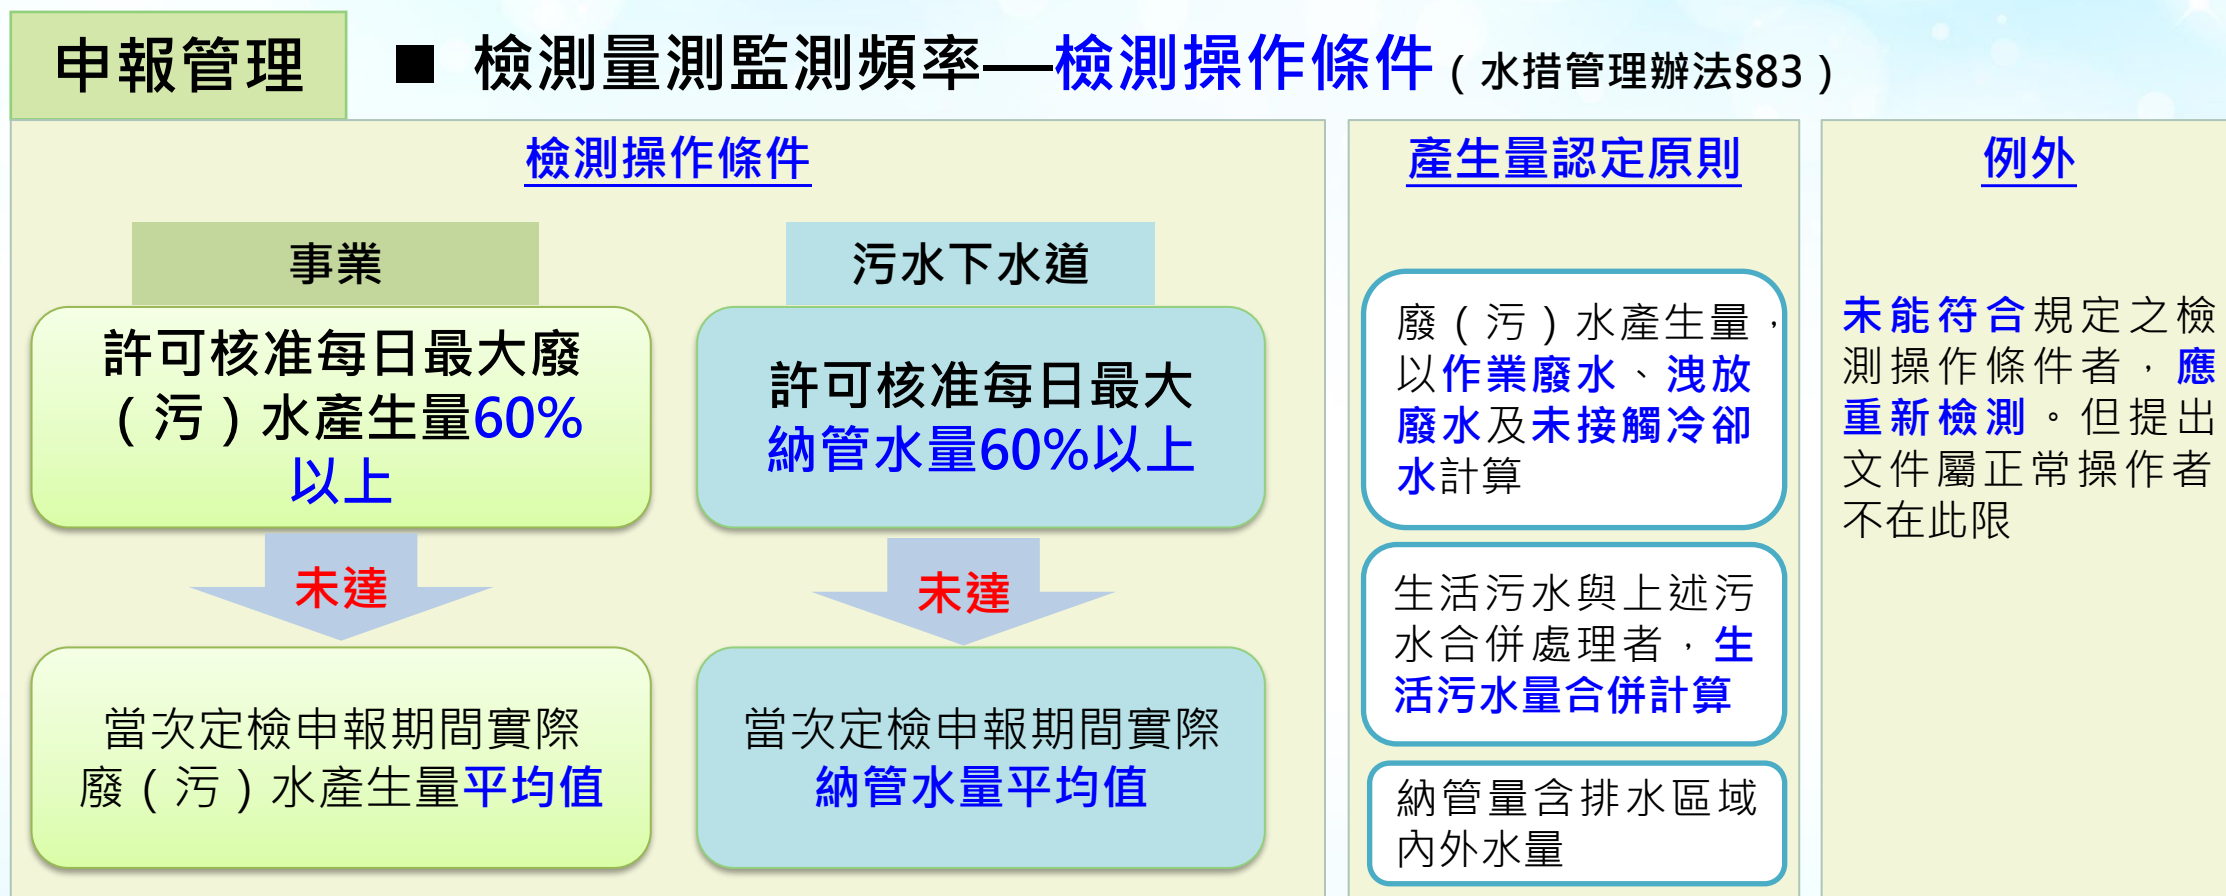 申報管理
■ 檢測量測監測頻率—檢測操作條件(水措管理辦法§83)
檢測操作條件
事業
許可核准每日最大廢
(污)水產生量60%
以上
未達
當次定檢申報期間實際
廢(污)水產生量平均值
污水下水道
許可核准每日最大
納管水量60%以上
未達
當次定檢申報期間實際
納管水量平均值
產生量認定原則
廢(污)水產生量,
以作業廢水、洩放
廢水及未接觸冷卻
水計算
生活污水與上述污
水合併處理者,生
活污水量合併計算
納管量含排水區域
內外水量
例外
未能符合規定之檢
測操作條件者,應
重新檢測。但提出
文件屬正常操作者
不在此限